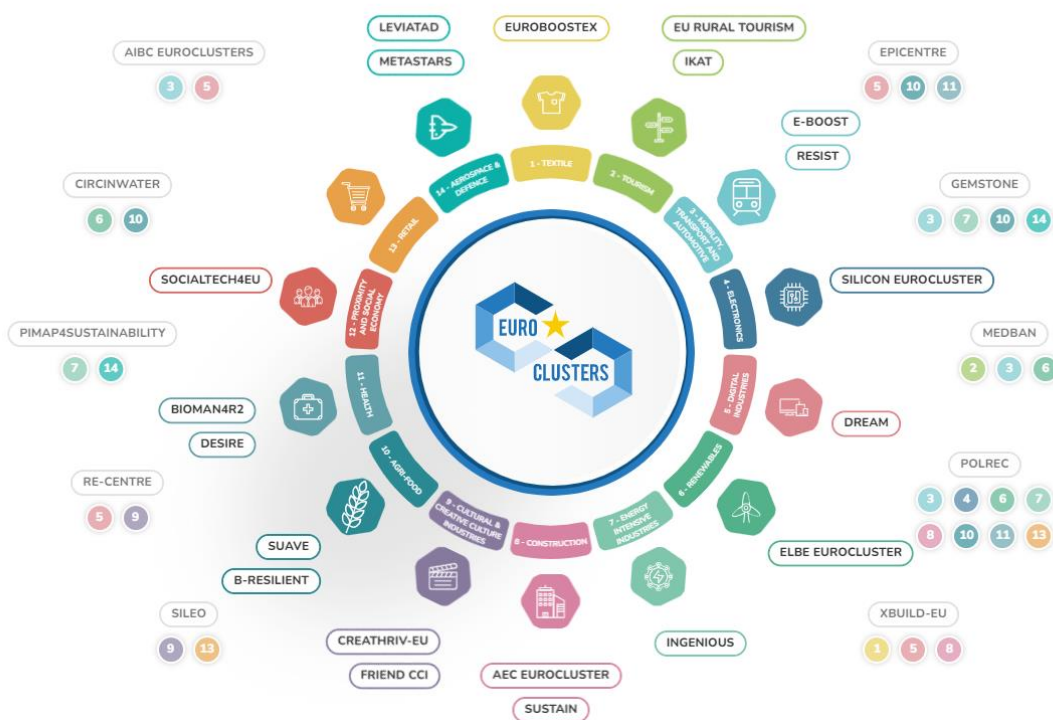 LEVIATAD
EUROBOOSTEX
EU RURAL TOURISM
AIBC EUROCLUSTERS
METASTARS
IKAT
EPICENTRE
3 5
5 10 11
E-BOOST
RESIST
1 - TEXTILE
14 - AEROSPACE &
DEFENCE
2 - TOURISM
CIRCINWATER
GEMSTONE
6 10
3 7 10 14
13 - RETAIL
3 - MOBILITY,
TRANSPORT AND
AUTOMOTIVE
SOCIALTECH4EU
SILICON EUROCLUSTER
12 - PROXIMITY
AND SOCIAL
ECONOMY
4 - ELECTRONICS
EURO
CLUSTERS
PIMAP4SUSTAINABILITY
MEDBAN
7 14
2 3 6
11 - HEALTH
5 - DIGITAL
INDUSTRIES
BIOMAN4R2
DREAM
DESIRE
10 - AGRI-FOOD
6 - RENEWABLES
RE-CENTRE
POLREC
5 9
3 4 6 7
8 10 11 13
9 - CULTURAL &
CREATIVE CULTURE
INDUSTRIES
8 - CONSTRUCTION
7 - ENERGY
INTENSIVE
INDUSTRIES
SUAVE
ELBE EUROCLUSTER
B-RESILIENT
SILEO
XBUILD-EU
9 13
1 5 8
CREATHRIV-EU
INGENIOUS
FRIEND CCI
AEC EUROCLUSTER
SUSTAIN